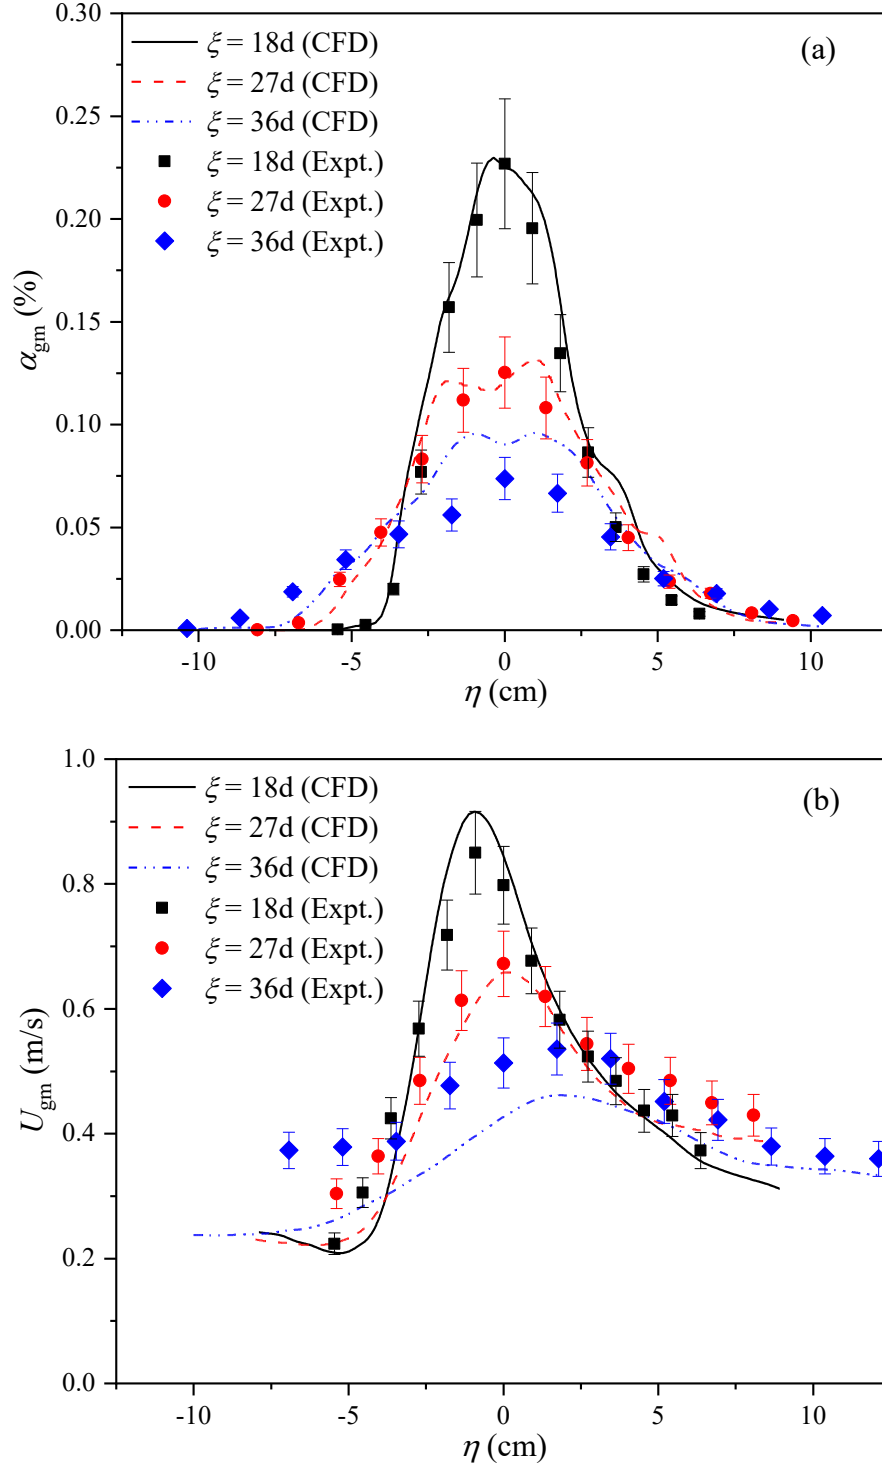 0.30
(a)
ξ = 18d (CFD)
ξ = 27d (CFD)
0.25
ξ = 36d (CFD)
ξ = 18d (Expt.)
0.20
ξ = 27d (Expt.)
ξ = 36d (Expt.)
0.15
αgm (%)
0.10
0.05
0.00
-10 -5 0 5 10
η (cm)
1.0
ξ = 18d (CFD)
(b)
ξ = 27d (CFD)
ξ = 36d (CFD)
0.8
ξ = 18d (Expt.)
ξ = 27d (Expt.)
ξ = 36d (Expt.)
0.6
Ugm (m/s)
0.4
0.2
0.0
-10 -5 0 5 10
η (cm)